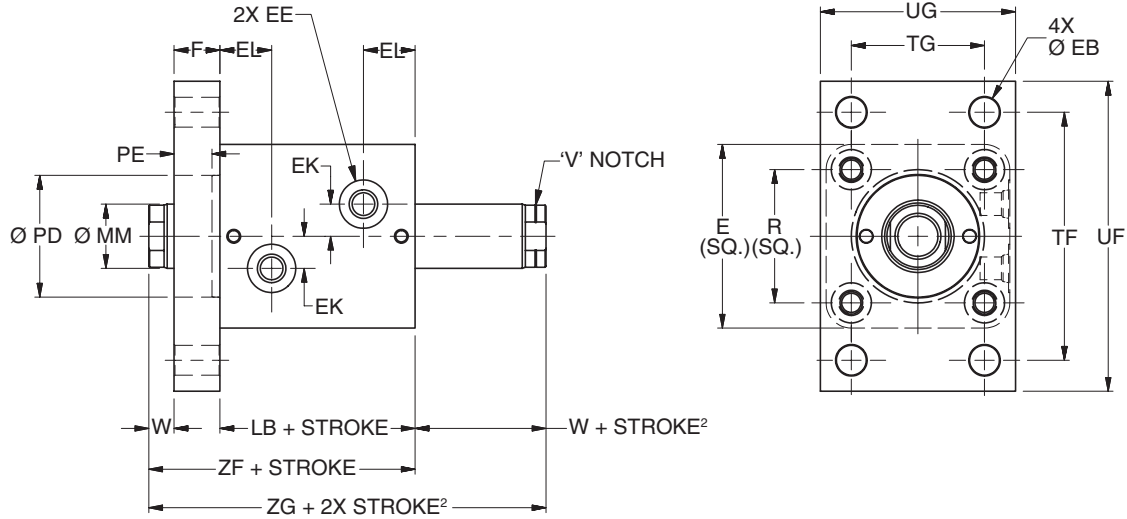 2X EE
UG
4X
Ø EB
F
EL
EL
TG
PE
EK
'V' NOTCH
Ø PD
Ø MM
E
(SQ.)
R
(SQ.)
TF
UF
EK
W
LB + STROKE
W + STROKE²
ZF + STROKE
ZG + 2X STROKE²